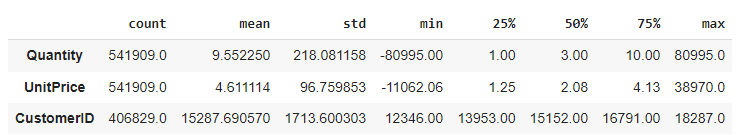 count mean std min 25% 50% 75% max
Quantity 541909.0 9.552250 218.081158 -80995.00 1.00 3.00 10.00 80995.0
UnitPrice 541909.0 4.611114 96.759853 -11062.06 1.25 2.08 4.13 38970.0
CustomerID 406829.0 15287.690570 1713.600303 12346.00 13953.00 15152.00 16791.00 18287.0